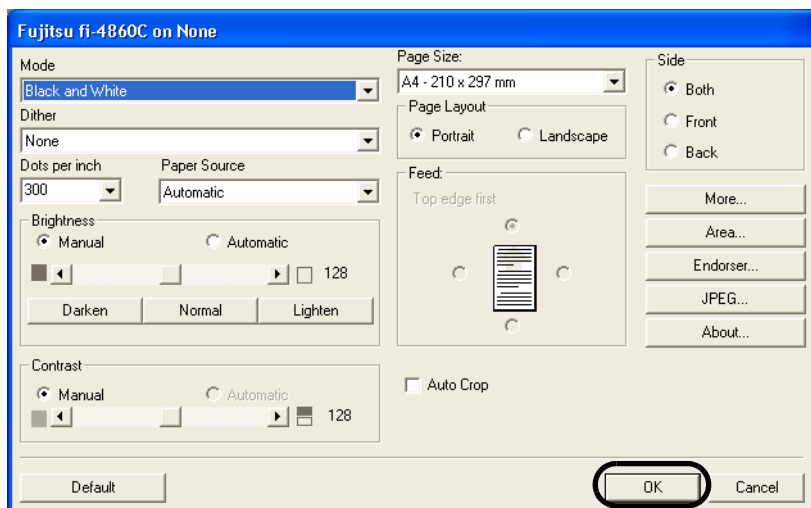 Fujitsu fi-4860C on None
Mode
Black and White
Dither
None
Dots per inch
Paper Source
300
Automatic
Brightness
Manual
Automatic
128
Darken
Normal
Lighten
Contrast
Manual
Automatic
128
Page Size:
A4 - 210 x 297 mm
Page Layout
Portrait
Landscape
Feed:
Top edge first
Auto Crop
Side
Both
Front
Back
More...
Area...
Endorser...
JPEG...
About...
Default
OK
Cancel